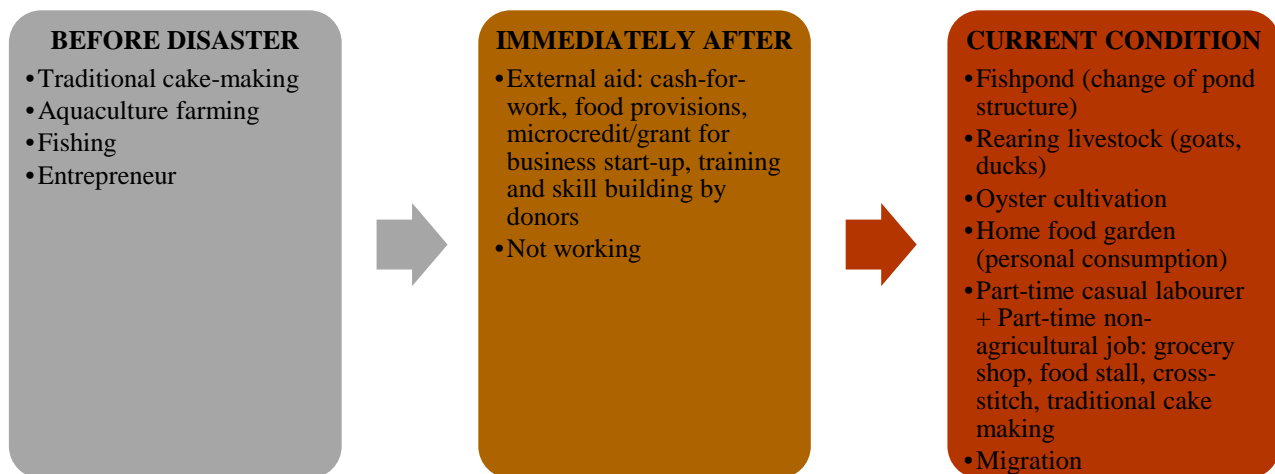 BEFORE DISASTER
•Traditional cake-making
•Aquaculture farming
•Fishing
•Entrepreneur
IMMEDIATELY AFTER
•External aid: cash-for-
work, food provisions,
microcredit/grant for
business start-up, training
and skill building by
donors
•Not working
CURRENT CONDITION
•Fishpond (change of pond
structure)
•Rearing livestock (goats,
ducks)
•Oyster cultivation
•Home food garden
(personal consumption)
•Part-time casual labourer
+ Part-time non-
agricultural job: grocery
shop, food stall, cross-
stitch, traditional cake
making
•Migration